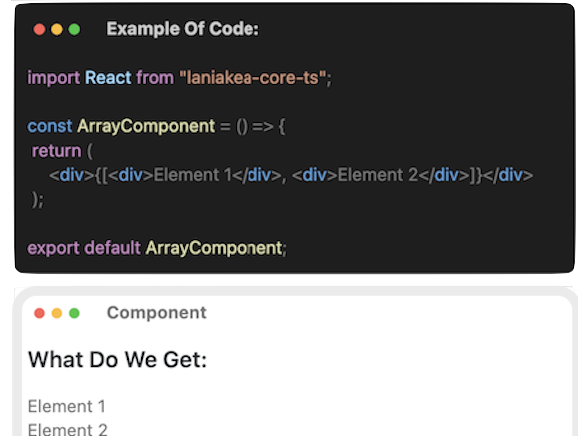 Example Of Code:
import React from "laniakea-core-ts";
const ArrayComponent = () => {
return (
<div>{[<div>Element 1</div>, <div>Element 2</div>]}</div>
);
export default ArrayComponent;
Component
What Do We Get:
Element 1
Element 2